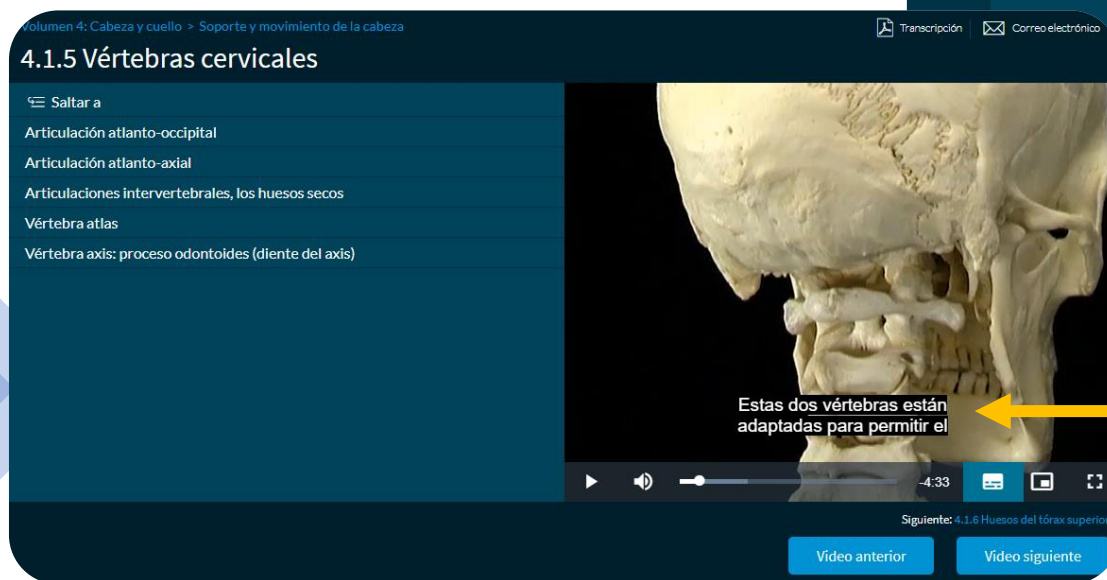 Volumen 4: Cabeza y cuello > Soporte y movimiento de la cabeza
Transcripción
Correo electrónico
4.1.5 Vértebras cervicales
Saltar a
Articulación atlanto-occipital
Articulación atlanto-axial
Articulaciones intervertebrales, los huesos secos
Vértebra atlas
Vértebra axis: proceso odontoides (diente del axis)
Estas dos vértebras están
adaptadas para permitir el
-4:33
Siguiente: 4.1.6 Huesos del tórax superior
Video anterior
Video siguiente